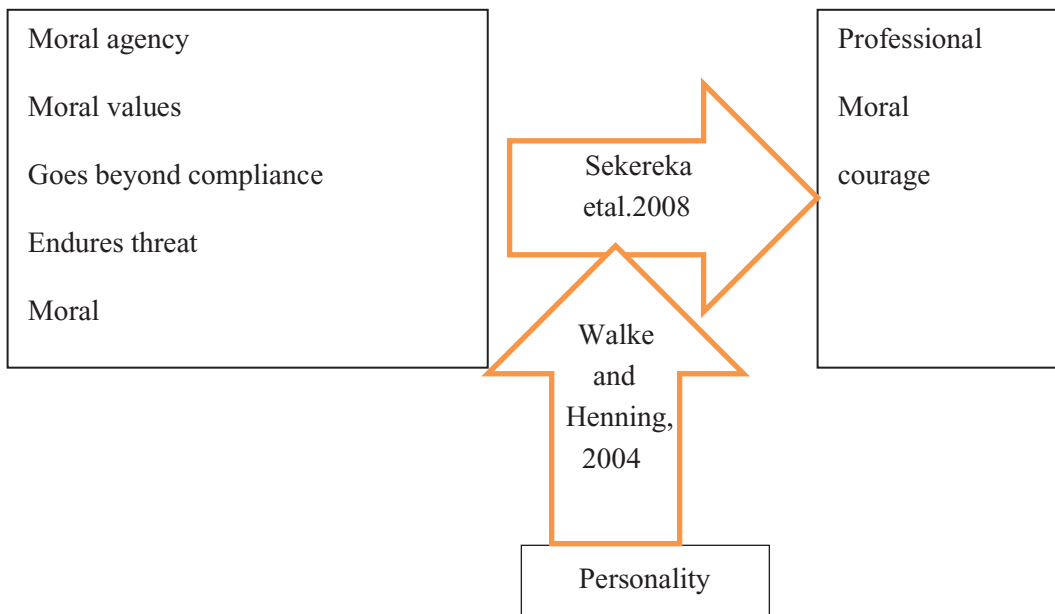 Moral agency
Moral values
Goes beyond compliance
Endures threat
Moral
Sekereka
etal.2008
Professional
Moral
courage
Walke
and
Henning,
2004
Personality